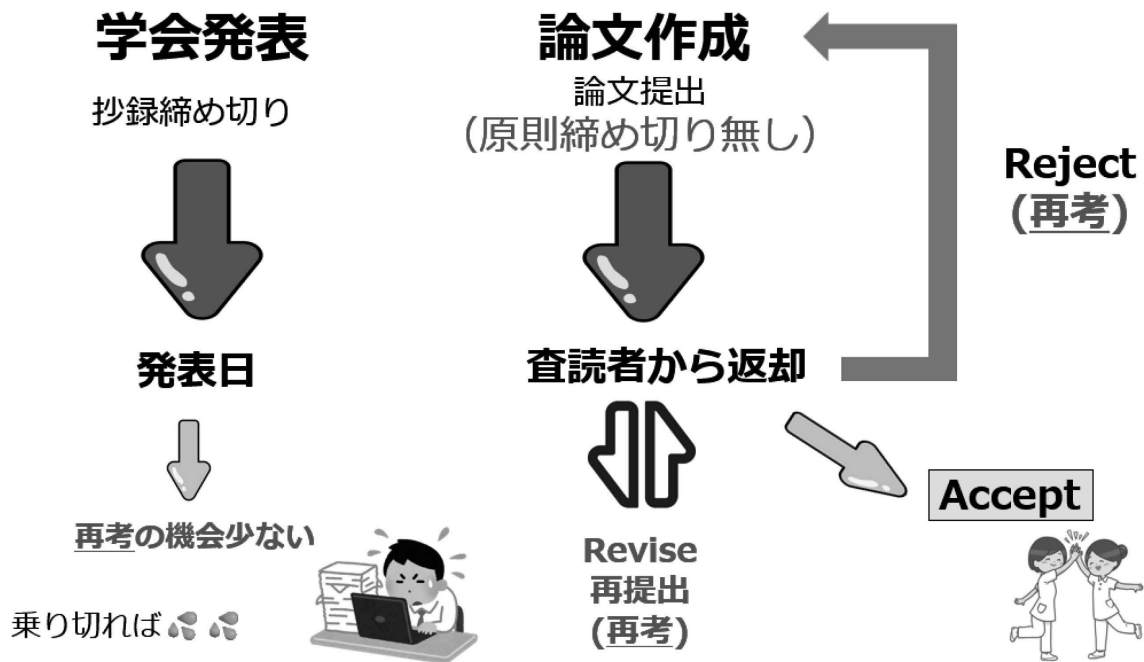 学会発表
抄録締め切り
発表日
再考の機会少ない
乗り切れば
論文作成
論文提出
(原則締め切り無し)
査読者から返却
Revise
再提出
(再考)
Reject
(再考)
Accept